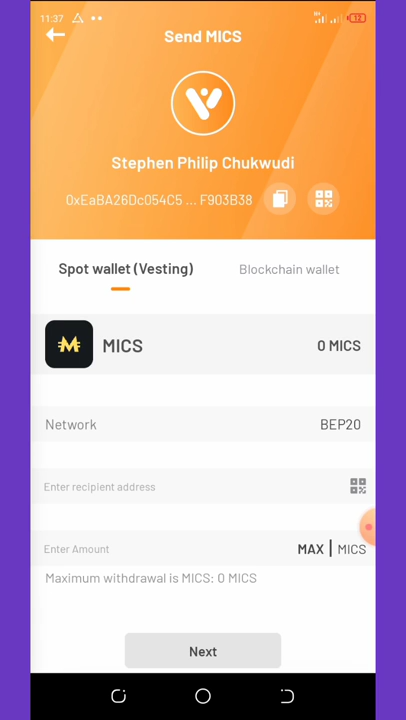 11:37
Send MICS
Stephen Philip Chukwudi
0xEaBA26Dc054C5 ... F903B38
Spot wallet (Vesting)
Blockchain wallet
MICS
0 MICS
Network
BEP20
Enter recipient address
Enter Amount
MAX | MICS
Maximum withdrawal is MICS: 0 MICS
Next